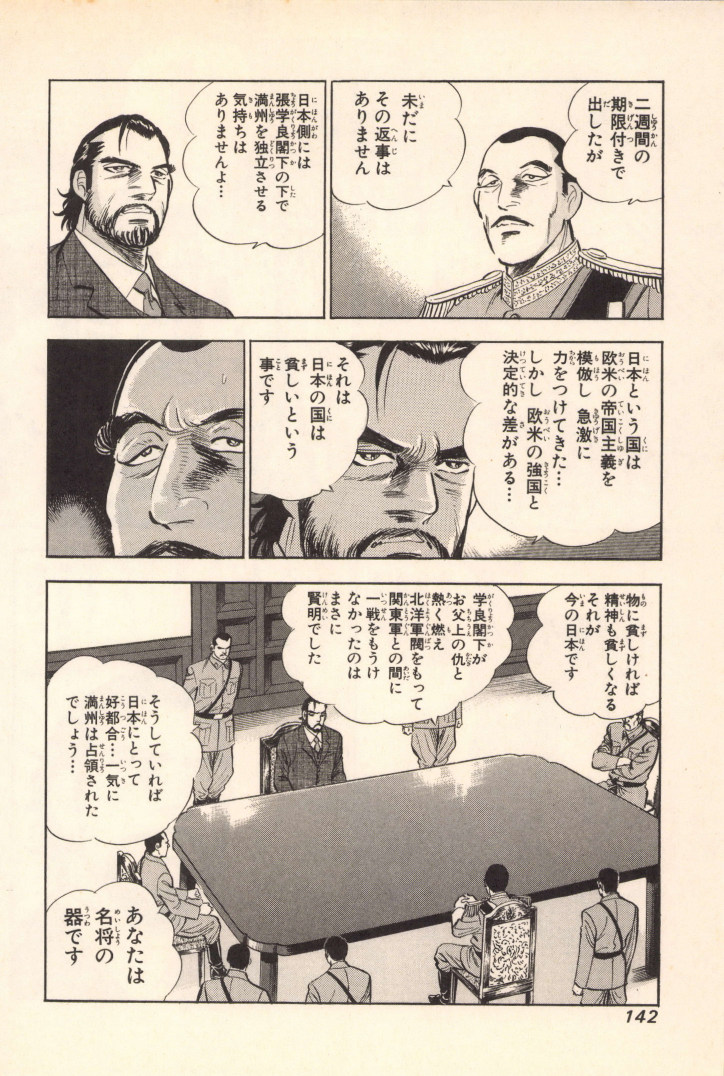 二週間の
期限付きで
出したが
未だに
その返事は
ありません
日本側には
張学良閣下の下で
満州を独立させる
気持ちは
ありませんよ…
日本という国は
欧米の帝国主義を
模倣し 急激に
力をつけてきた…
しかし 欧米の強国と
決定的な差がある…
それは
日本の国は
貧しいという
事です
物に貧しければ
精神も貧しくなる
それが
今の日本です
学良閣下が
お父上の仇と
熱く燃え
北洋軍閥をもって
関東軍との間に
一戦をもうけ
なかったのは
まさに
賢明でした
そうしていれば
日本にとって
好都合…一気に
満州は占領された
でしょう…
あなたは
名将の
器です
142